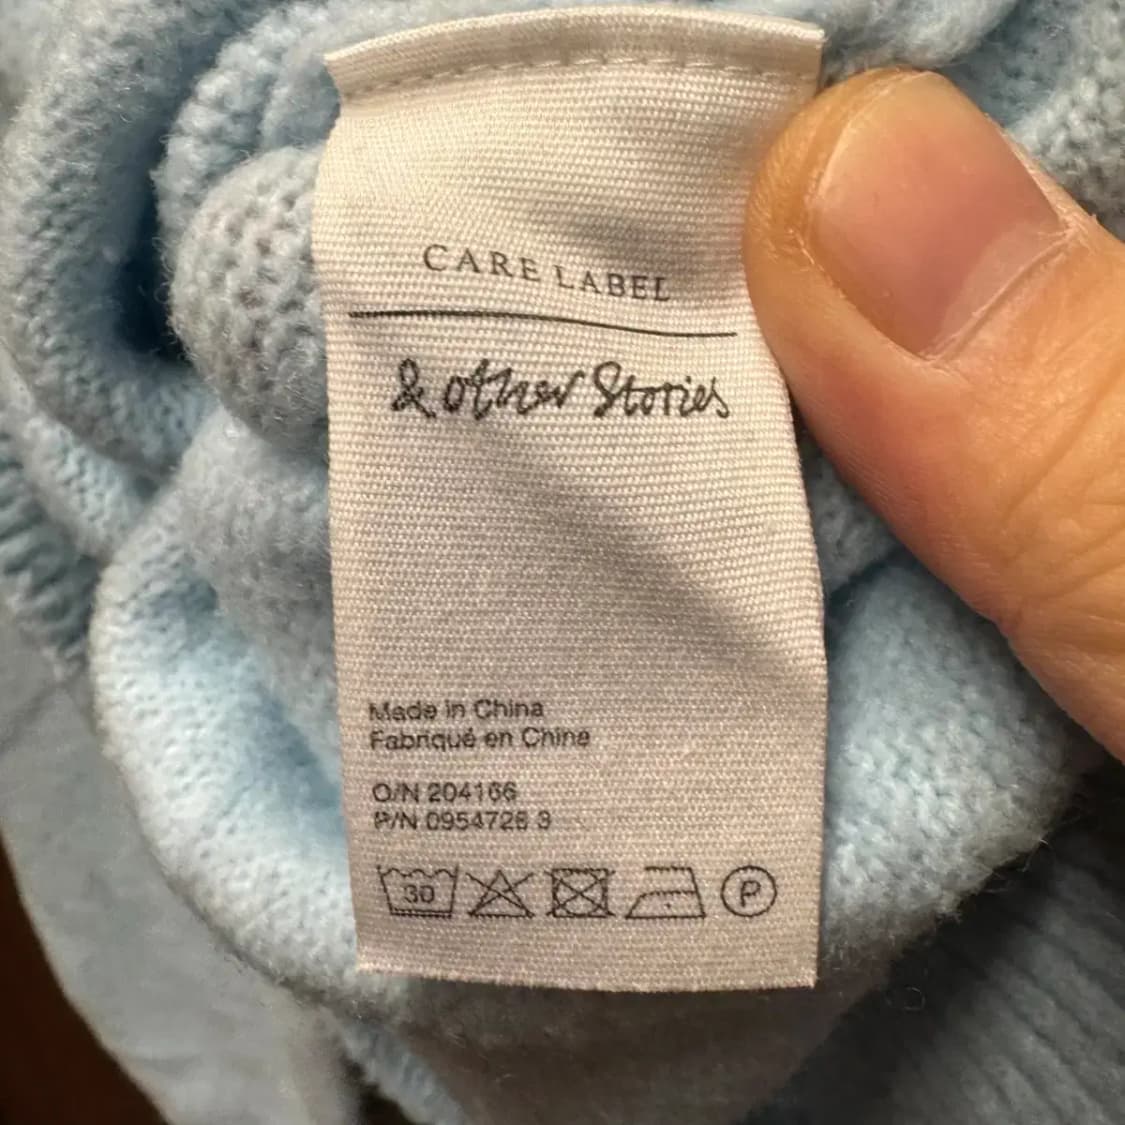 CARE LABEL
& other Stories
Made in China
Fabriqué en Chine
O/N 204166
P/N 0954728 3
30
P